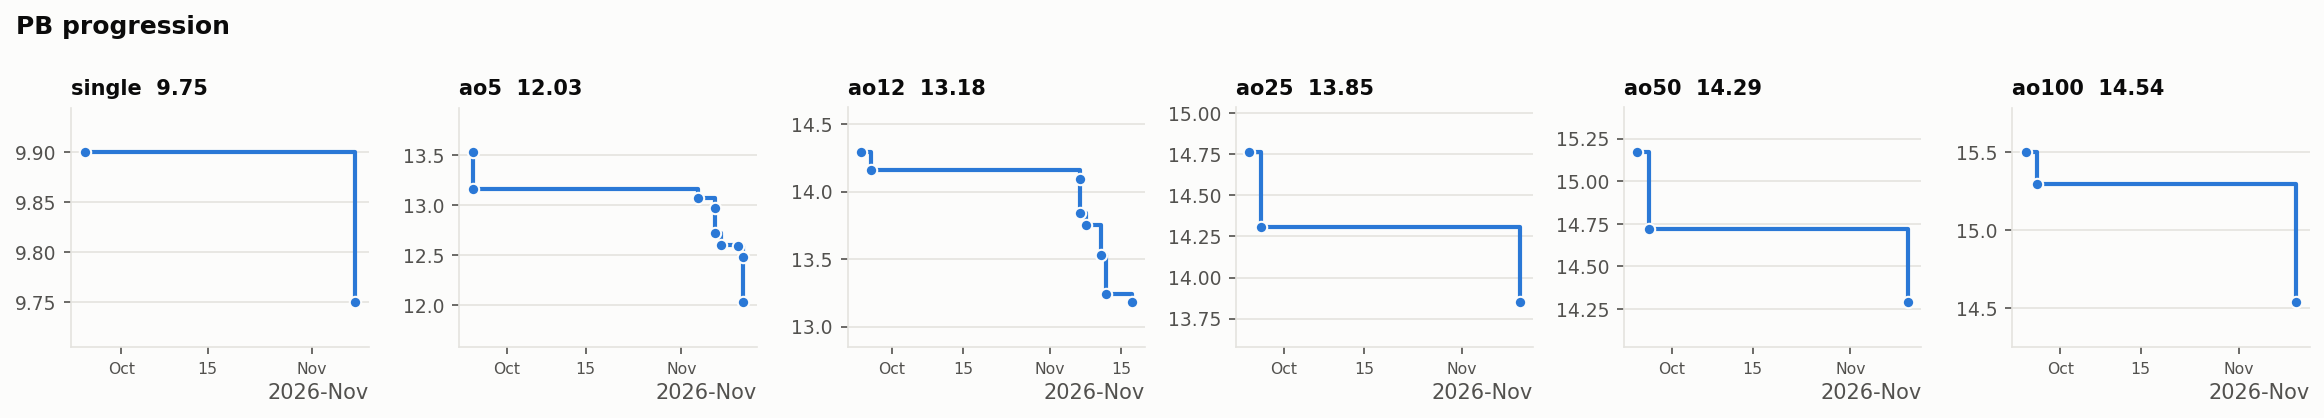 PB progression
single 9.75
9.90
9.85
9.80
9.75
Oct 15 Nov
2026-Nov
ao5 12.03
13.5
13.0
12.5
12.0
Oct 15 Nov
2026-Nov
ao12 13.18
14.5
14.0
13.5
13.0
Oct 15 Nov 15
2026-Nov
ao25 13.85
15.00
14.75
14.50
14.25
14.00
13.75
Oct 15 Nov
2026-Nov
ao50 14.29
15.25
15.00
14.75
14.50
14.25
Oct 15 Nov
2026-Nov
ao100 14.54
15.5
15.0
14.5
Oct 15 Nov
2026-Nov